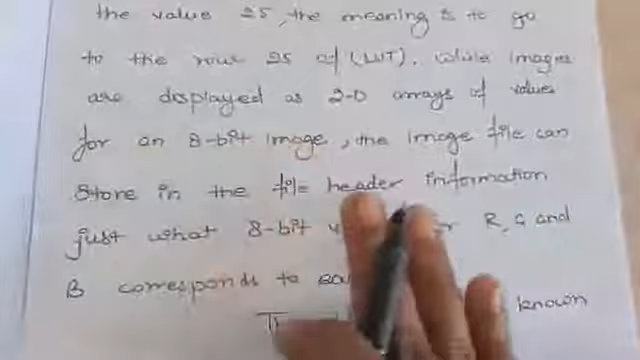 the value 25, the meaning is to go
to the row 25 of (LUT). While images
are displayed as 2-D arrays of values
for an 8-bit image, the image file can
store in the file header information
just what 8-bit R, G and
B corresponds to
known